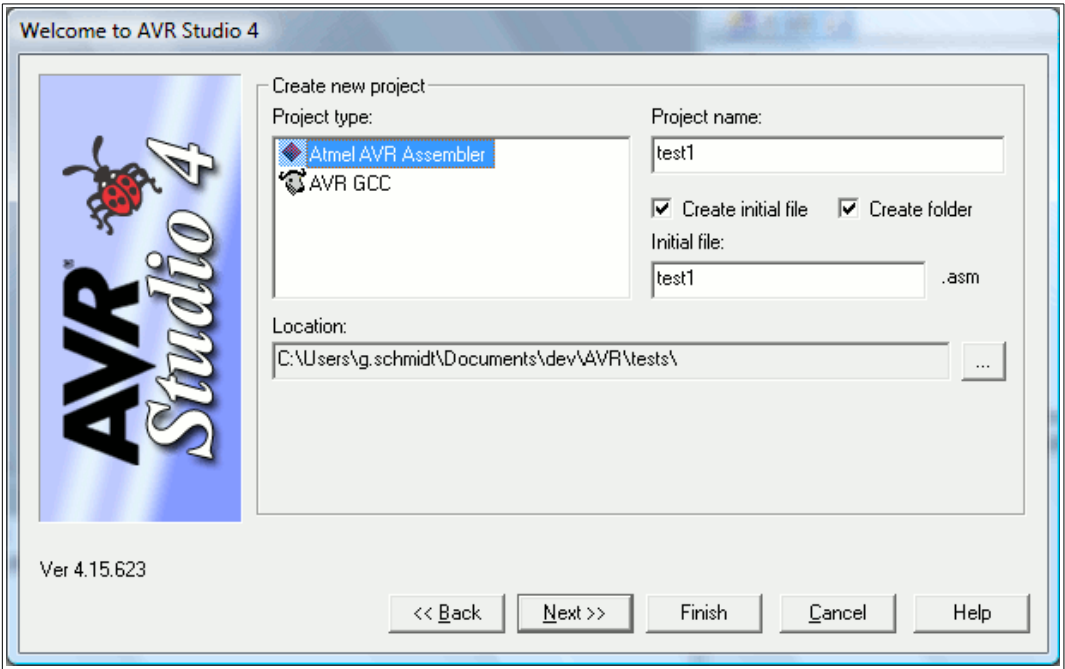 Welcome to AVR Studio 4
AVR®
Studio 4
Create new project
Project type:
Atmel AVR Assembler
AVR GCC
Project name:
test1
Create initial file
Create folder
Initial file:
test1 .asm
Location:
C:\Users\g.schmidt\Documents\dev\AVR\tests\
...
Ver 4.15.623
<< Back Next >> Finish Cancel Help